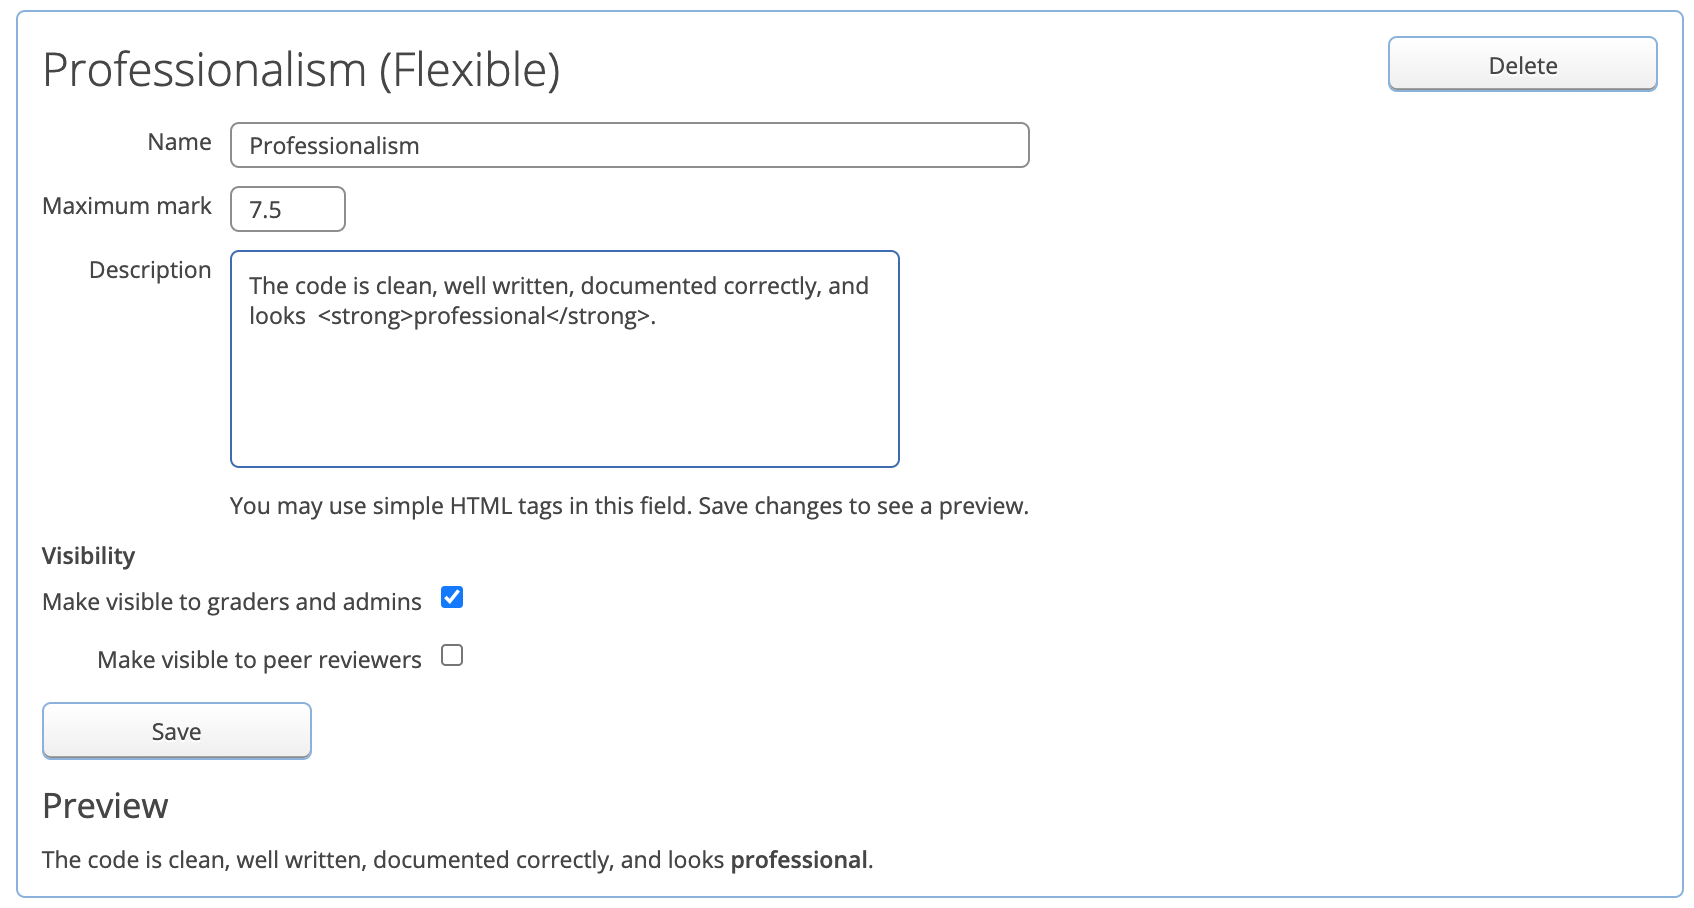 Professionalism (Flexible)
Delete
Name
Professionalism
Maximum mark
7.5
Description
The code is clean, well written, documented correctly, and
looks  <strong>professional</strong>.
You may use simple HTML tags in this field. Save changes to see a preview.
Visibility
Make visible to graders and admins
Make visible to peer reviewers
Save
Preview
The code is clean, well written, documented correctly, and looks professional.